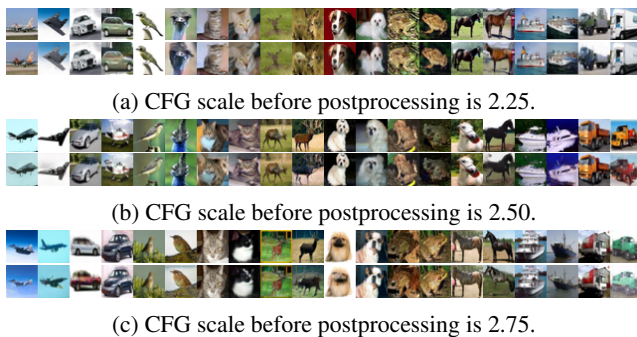 (a) CFG scale before postprocessing is 2.25.
(b) CFG scale before postprocessing is 2.50.
(c) CFG scale before postprocessing is 2.75.